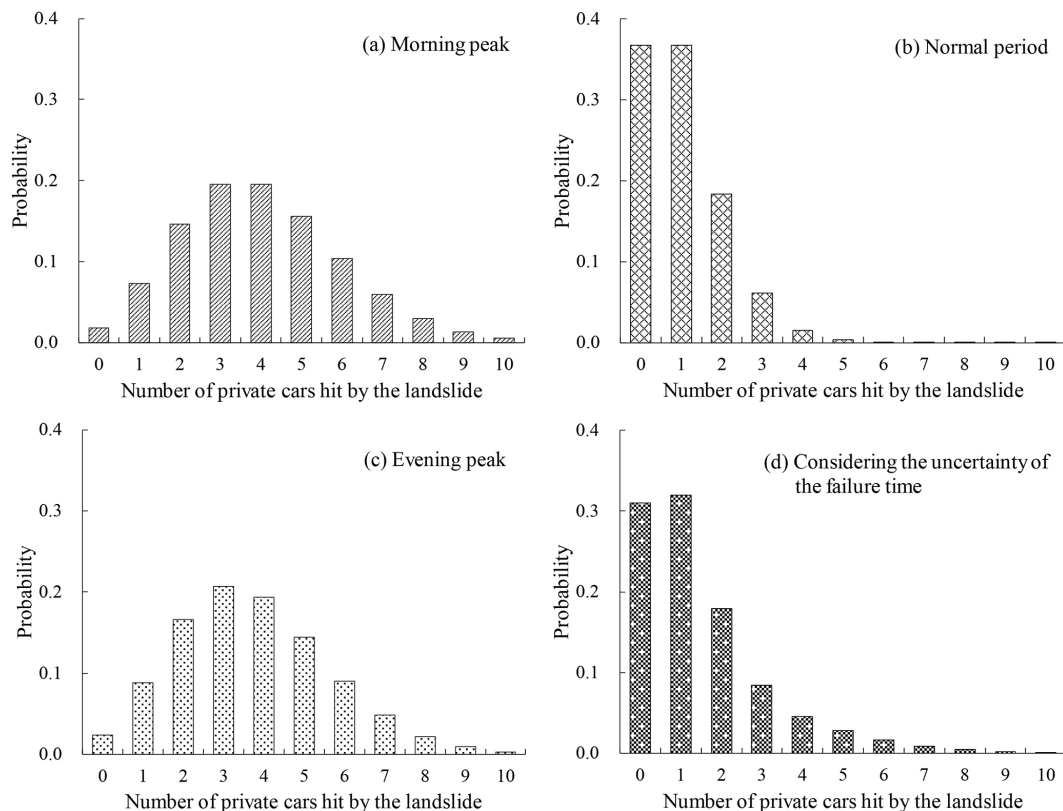 0.4
0.3
0.2
0.1
0.0
Probability
(a) Morning peak
0 1 2 3 4 5 6 7 8 9 10
Number of private cars hit by the landslide
0.4
0.3
0.2
0.1
0.0
Probability
(b) Normal period
0 1 2 3 4 5 6 7 8 9 10
Number of private cars hit by the landslide
0.4
0.3
0.2
0.1
0.0
Probability
(c) Evening peak
0 1 2 3 4 5 6 7 8 9 10
Number of private cars hit by the landslide
0.4
0.3
0.2
0.1
0.0
Probability
(d) Considering the uncertainty of
the failure time
0 1 2 3 4 5 6 7 8 9 10
Number of private cars hit by the landslide